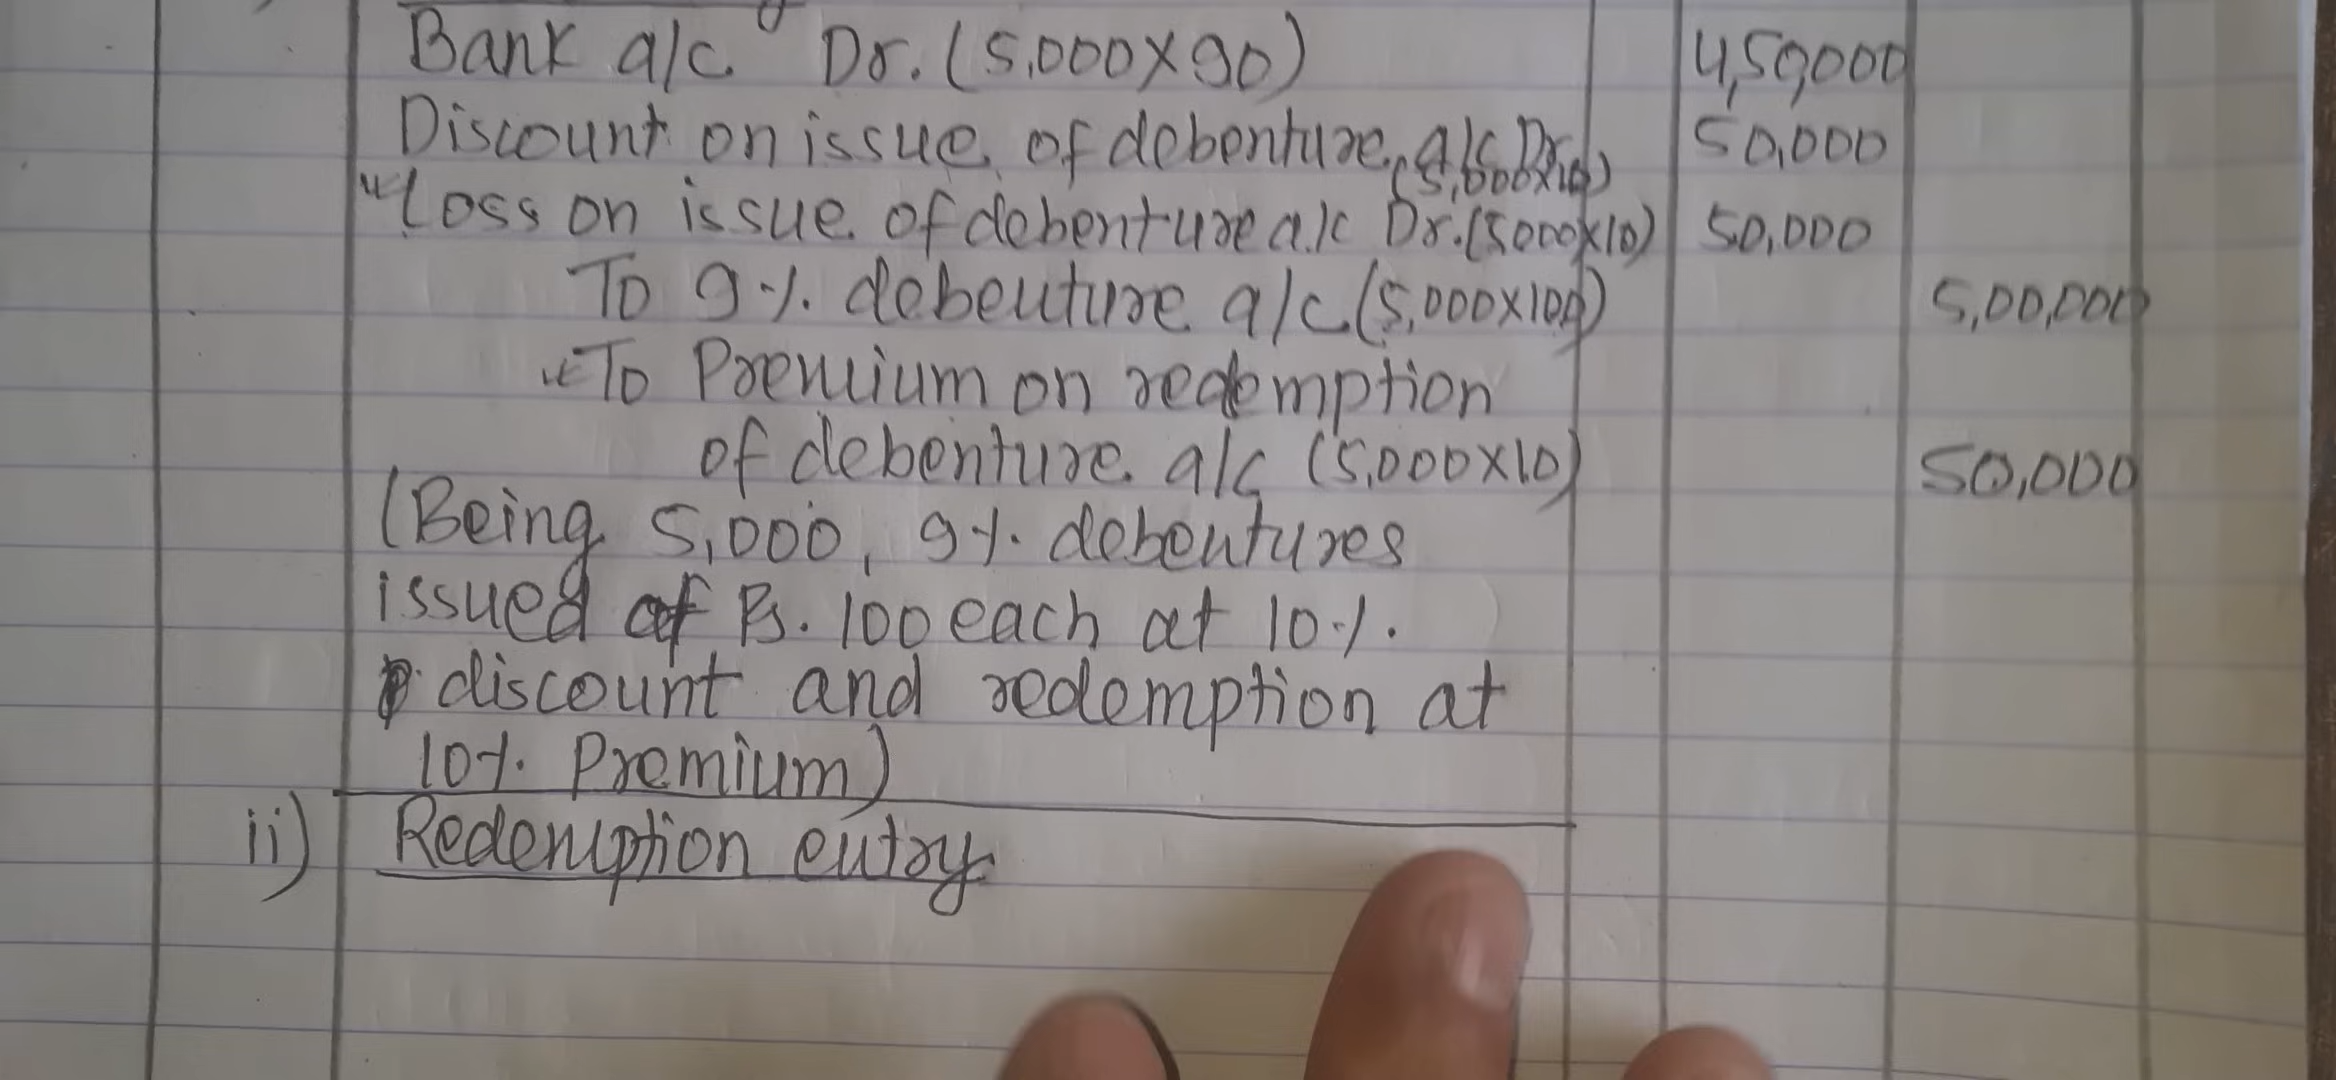 Bank a/c Dr. (5,000×90) 4,50,000
Discount on issue of debenture a/c Dr. 50,000
(5,000×10)
"Loss on issue of debenture a/c Dr. (5000×10) 50,000
To 9% debenture a/c (5,000×100) 5,00,000
To Premium on redemption
of debenture a/c (5,000×10) 50,000
(Being 5,000, 9% debentures
issued of Rs. 100 each at 10%
discount and redemption at
10% Premium)
ii) Redemption entry